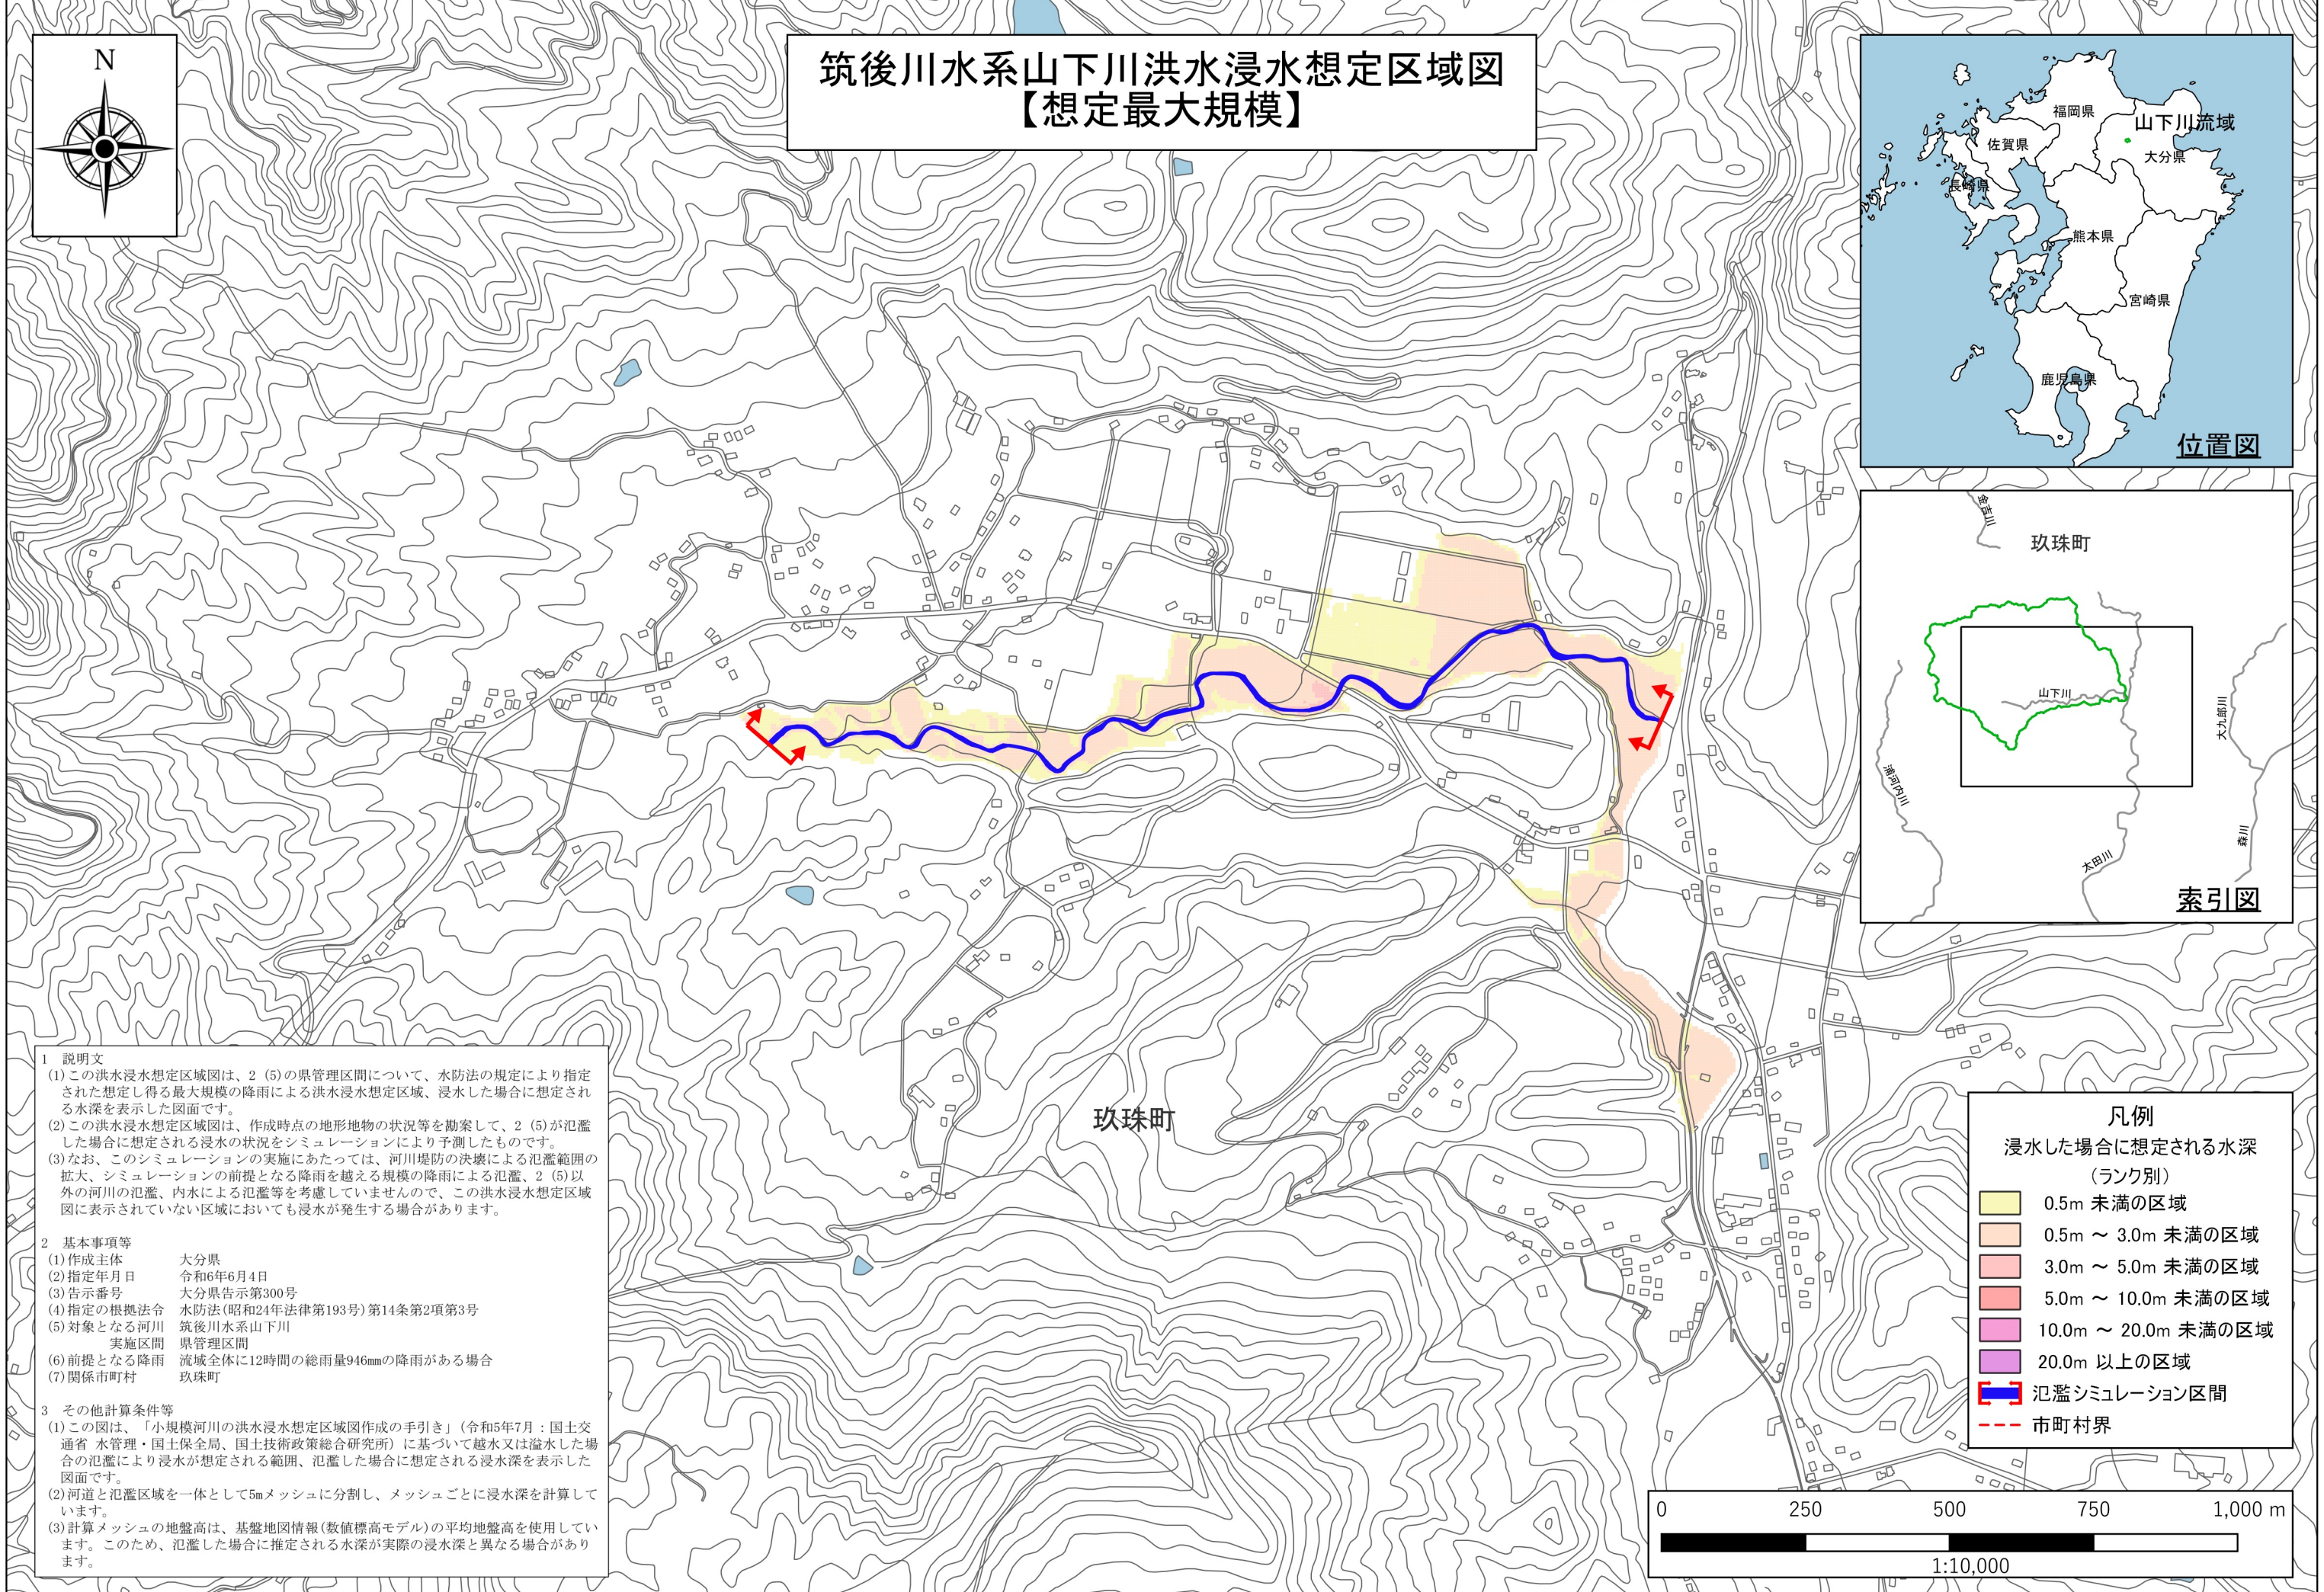 N
筑後川水系山下川洪水浸水想定区域図
【想定最大規模】
福岡県
山下川流域
佐賀県
大分県
長崎県
熊本県
宮崎県
鹿児島県
位置図
金吉川
玖珠町
山下川
大九郎川
浦河内川
森川
太田川
索引図
玖珠町
1 説明文
(1)この洪水浸水想定区域図は、2 (5)の県管理区間について、水防法の規定により指定
された想定し得る最大規模の降雨による洪水浸水想定区域、浸水した場合に想定され
る水深を表示した図面です。
(2)この洪水浸水想定区域図は、作成時点の地形地物の状況等を勘案して、2 (5)が氾濫
した場合に想定される浸水の状況をシミュレーションにより予測したものです。
(3)なお、このシミュレーションの実施にあたっては、河川堤防の決壊による氾濫範囲の
拡大、シミュレーションの前提となる降雨を越える規模の降雨による氾濫、2 (5)以
外の河川の氾濫、内水による氾濫等を考慮していませんので、この洪水浸水想定区域
図に表示されていない区域においても浸水が発生する場合があります。
2 基本事項等
(1)作成主体 大分県
(2)指定年月日 令和6年6月4日
(3)告示番号 大分県告示第300号
(4)指定の根拠法令 水防法(昭和24年法律第193号)第14条第2項第3号
(5)対象となる河川 筑後川水系山下川
実施区間 県管理区間
(6)前提となる降雨 流域全体に12時間の総雨量946mmの降雨がある場合
(7)関係市町村 玖珠町
3 その他計算条件等
(1)この図は、「小規模河川の洪水浸水想定区域図作成の手引き」(令和5年7月：国土交
通省 水管理・国土保全局、国土技術政策総合研究所)に基づいて越水又は溢水した場
合の氾濫により浸水が想定される範囲、氾濫した場合に想定される浸水深を表示した
図面です。
(2)河道と氾濫区域を一体として5mメッシュに分割し、メッシュごとに浸水深を計算して
います。
(3)計算メッシュの地盤高は、基盤地図情報(数値標高モデル)の平均地盤高を使用してい
ます。このため、氾濫した場合に推定される水深が実際の浸水深と異なる場合があり
ます。
凡例
浸水した場合に想定される水深
(ランク別)
0.5m 未満の区域
0.5m ～ 3.0m 未満の区域
3.0m ～ 5.0m 未満の区域
5.0m ～ 10.0m 未満の区域
10.0m ～ 20.0m 未満の区域
20.0m 以上の区域
氾濫シミュレーション区間
市町村界
0 250 500 750 1,000 m
1:10,000